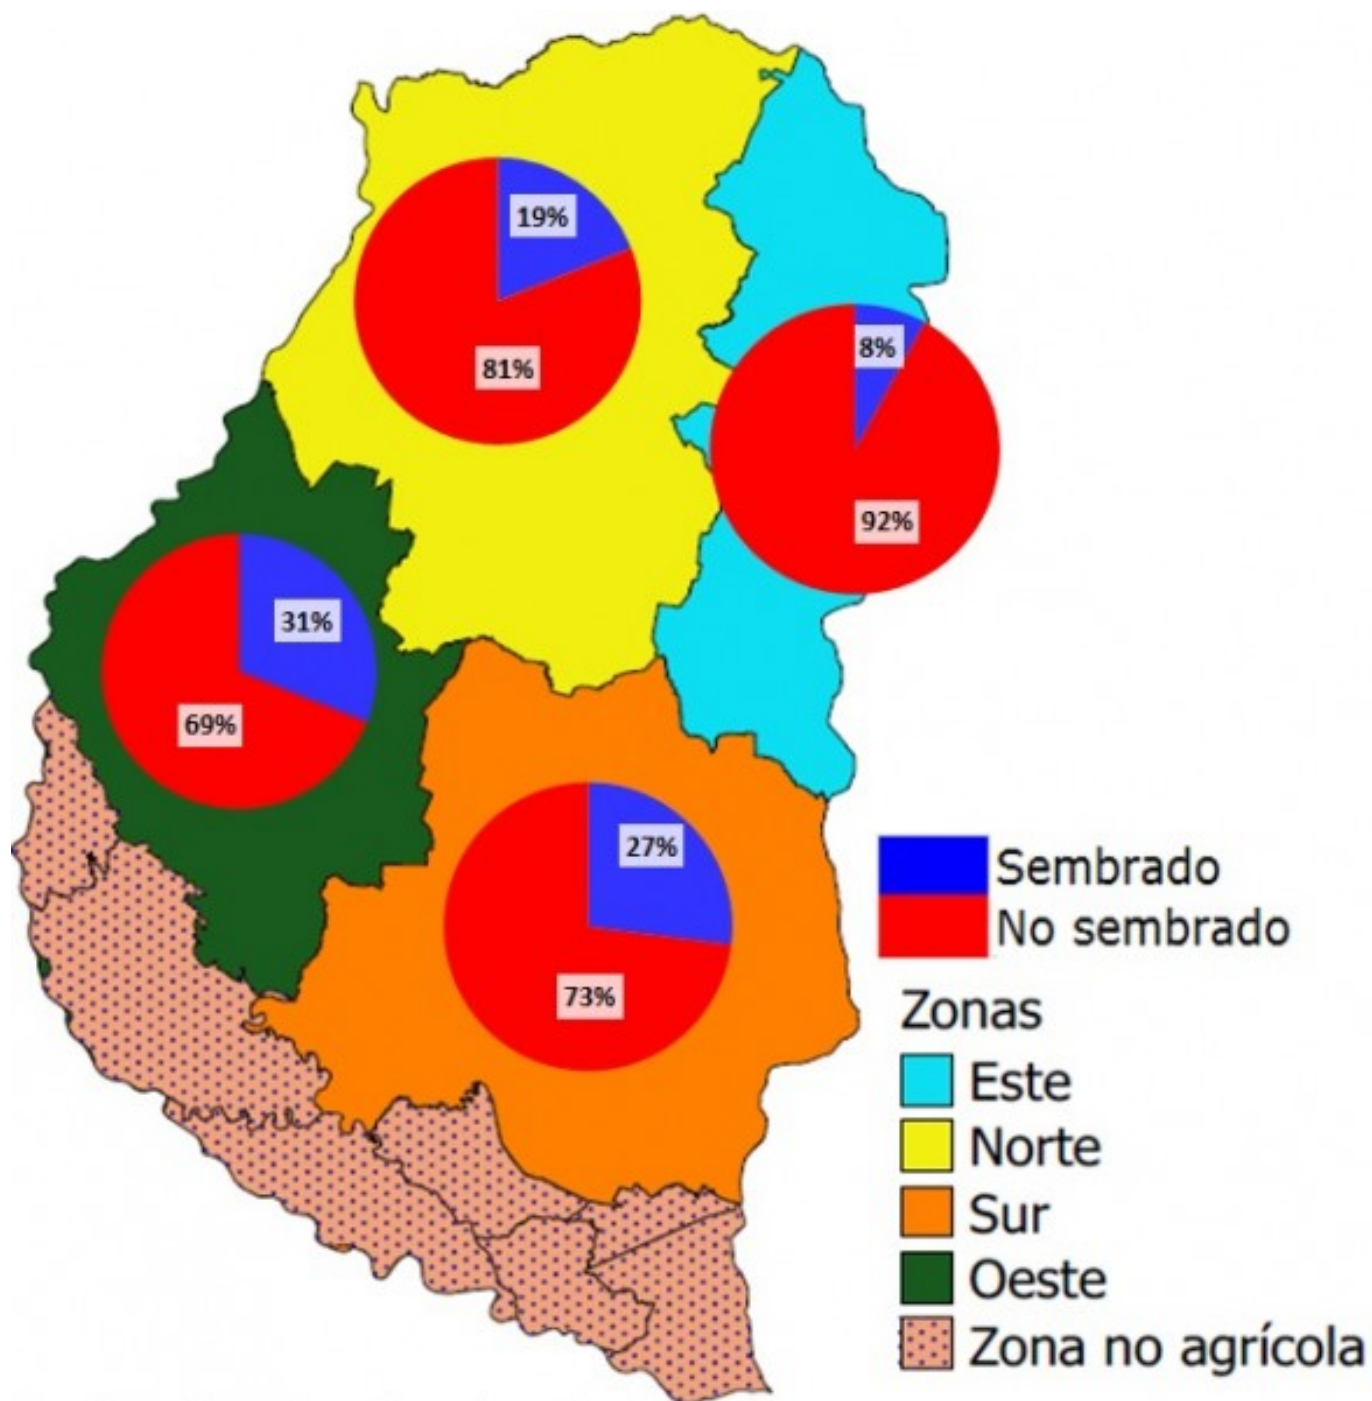 19%
81%
8%
92%
31%
69%
27%
73%
Sembrado
No sembrado
Zonas
Este
Norte
Sur
Oeste
Zona no agrícola